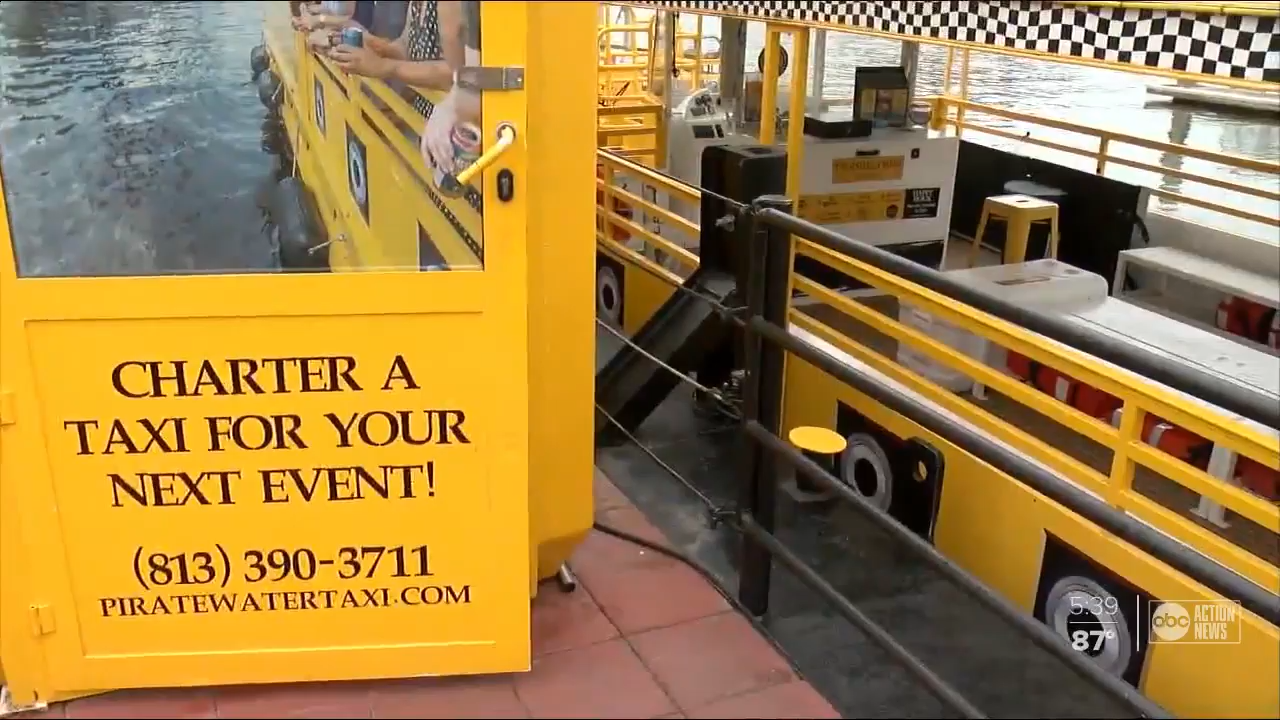 CHARTER A
TAXI FOR YOUR
NEXT EVENT!
(813) 390-3711
PIRATEWATERTAXI.COM
5:39
87°
abc ACTION NEWS